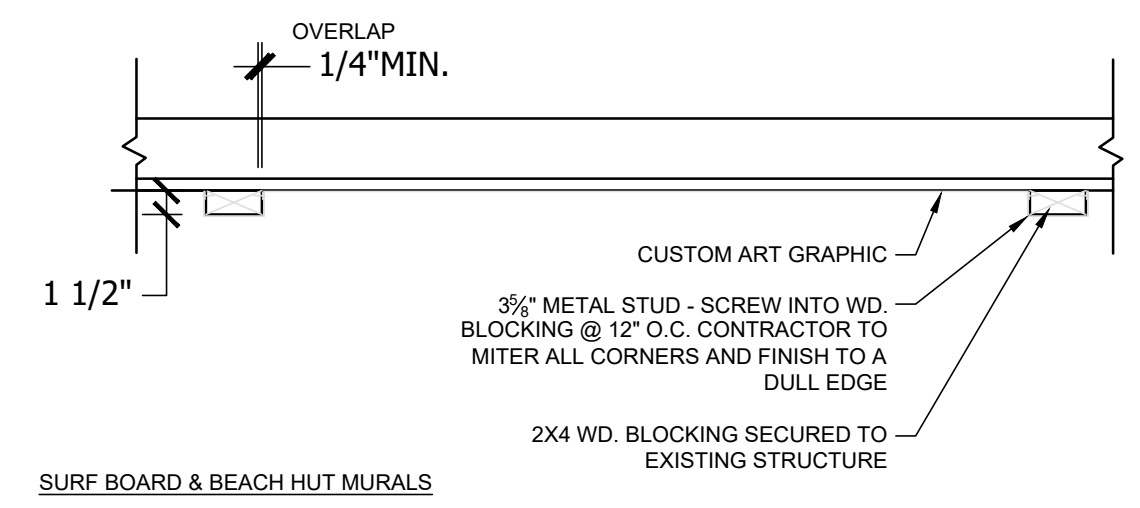 OVERLAP
1/4"MIN.
1 1/2"
CUSTOM ART GRAPHIC
3⅝" METAL STUD - SCREW INTO WD.
BLOCKING @ 12" O.C. CONTRACTOR TO
MITER ALL CORNERS AND FINISH TO A
DULL EDGE
2X4 WD. BLOCKING SECURED TO
EXISTING STRUCTURE
SURF BOARD & BEACH HUT MURALS